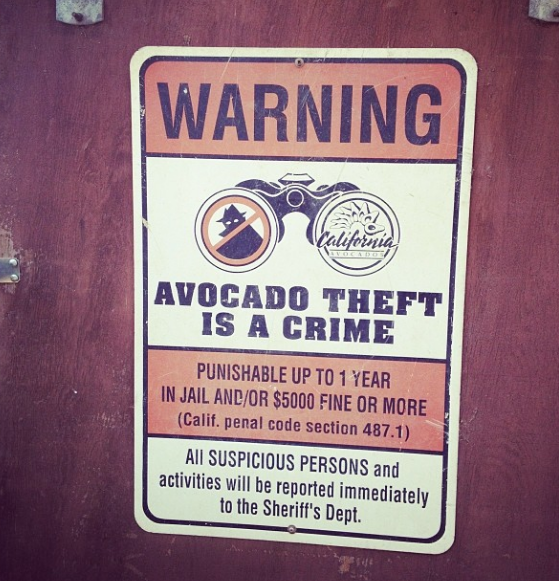 WARNING
California
AVOCADOS
AVOCADO THEFT
IS A CRIME
PUNISHABLE UP TO 1 YEAR
IN JAIL AND/OR $5000 FINE OR MORE
(Calif. penal code section 487.1)
All SUSPICIOUS PERSONS and
activities will be reported immediately
to the Sheriff's Dept.